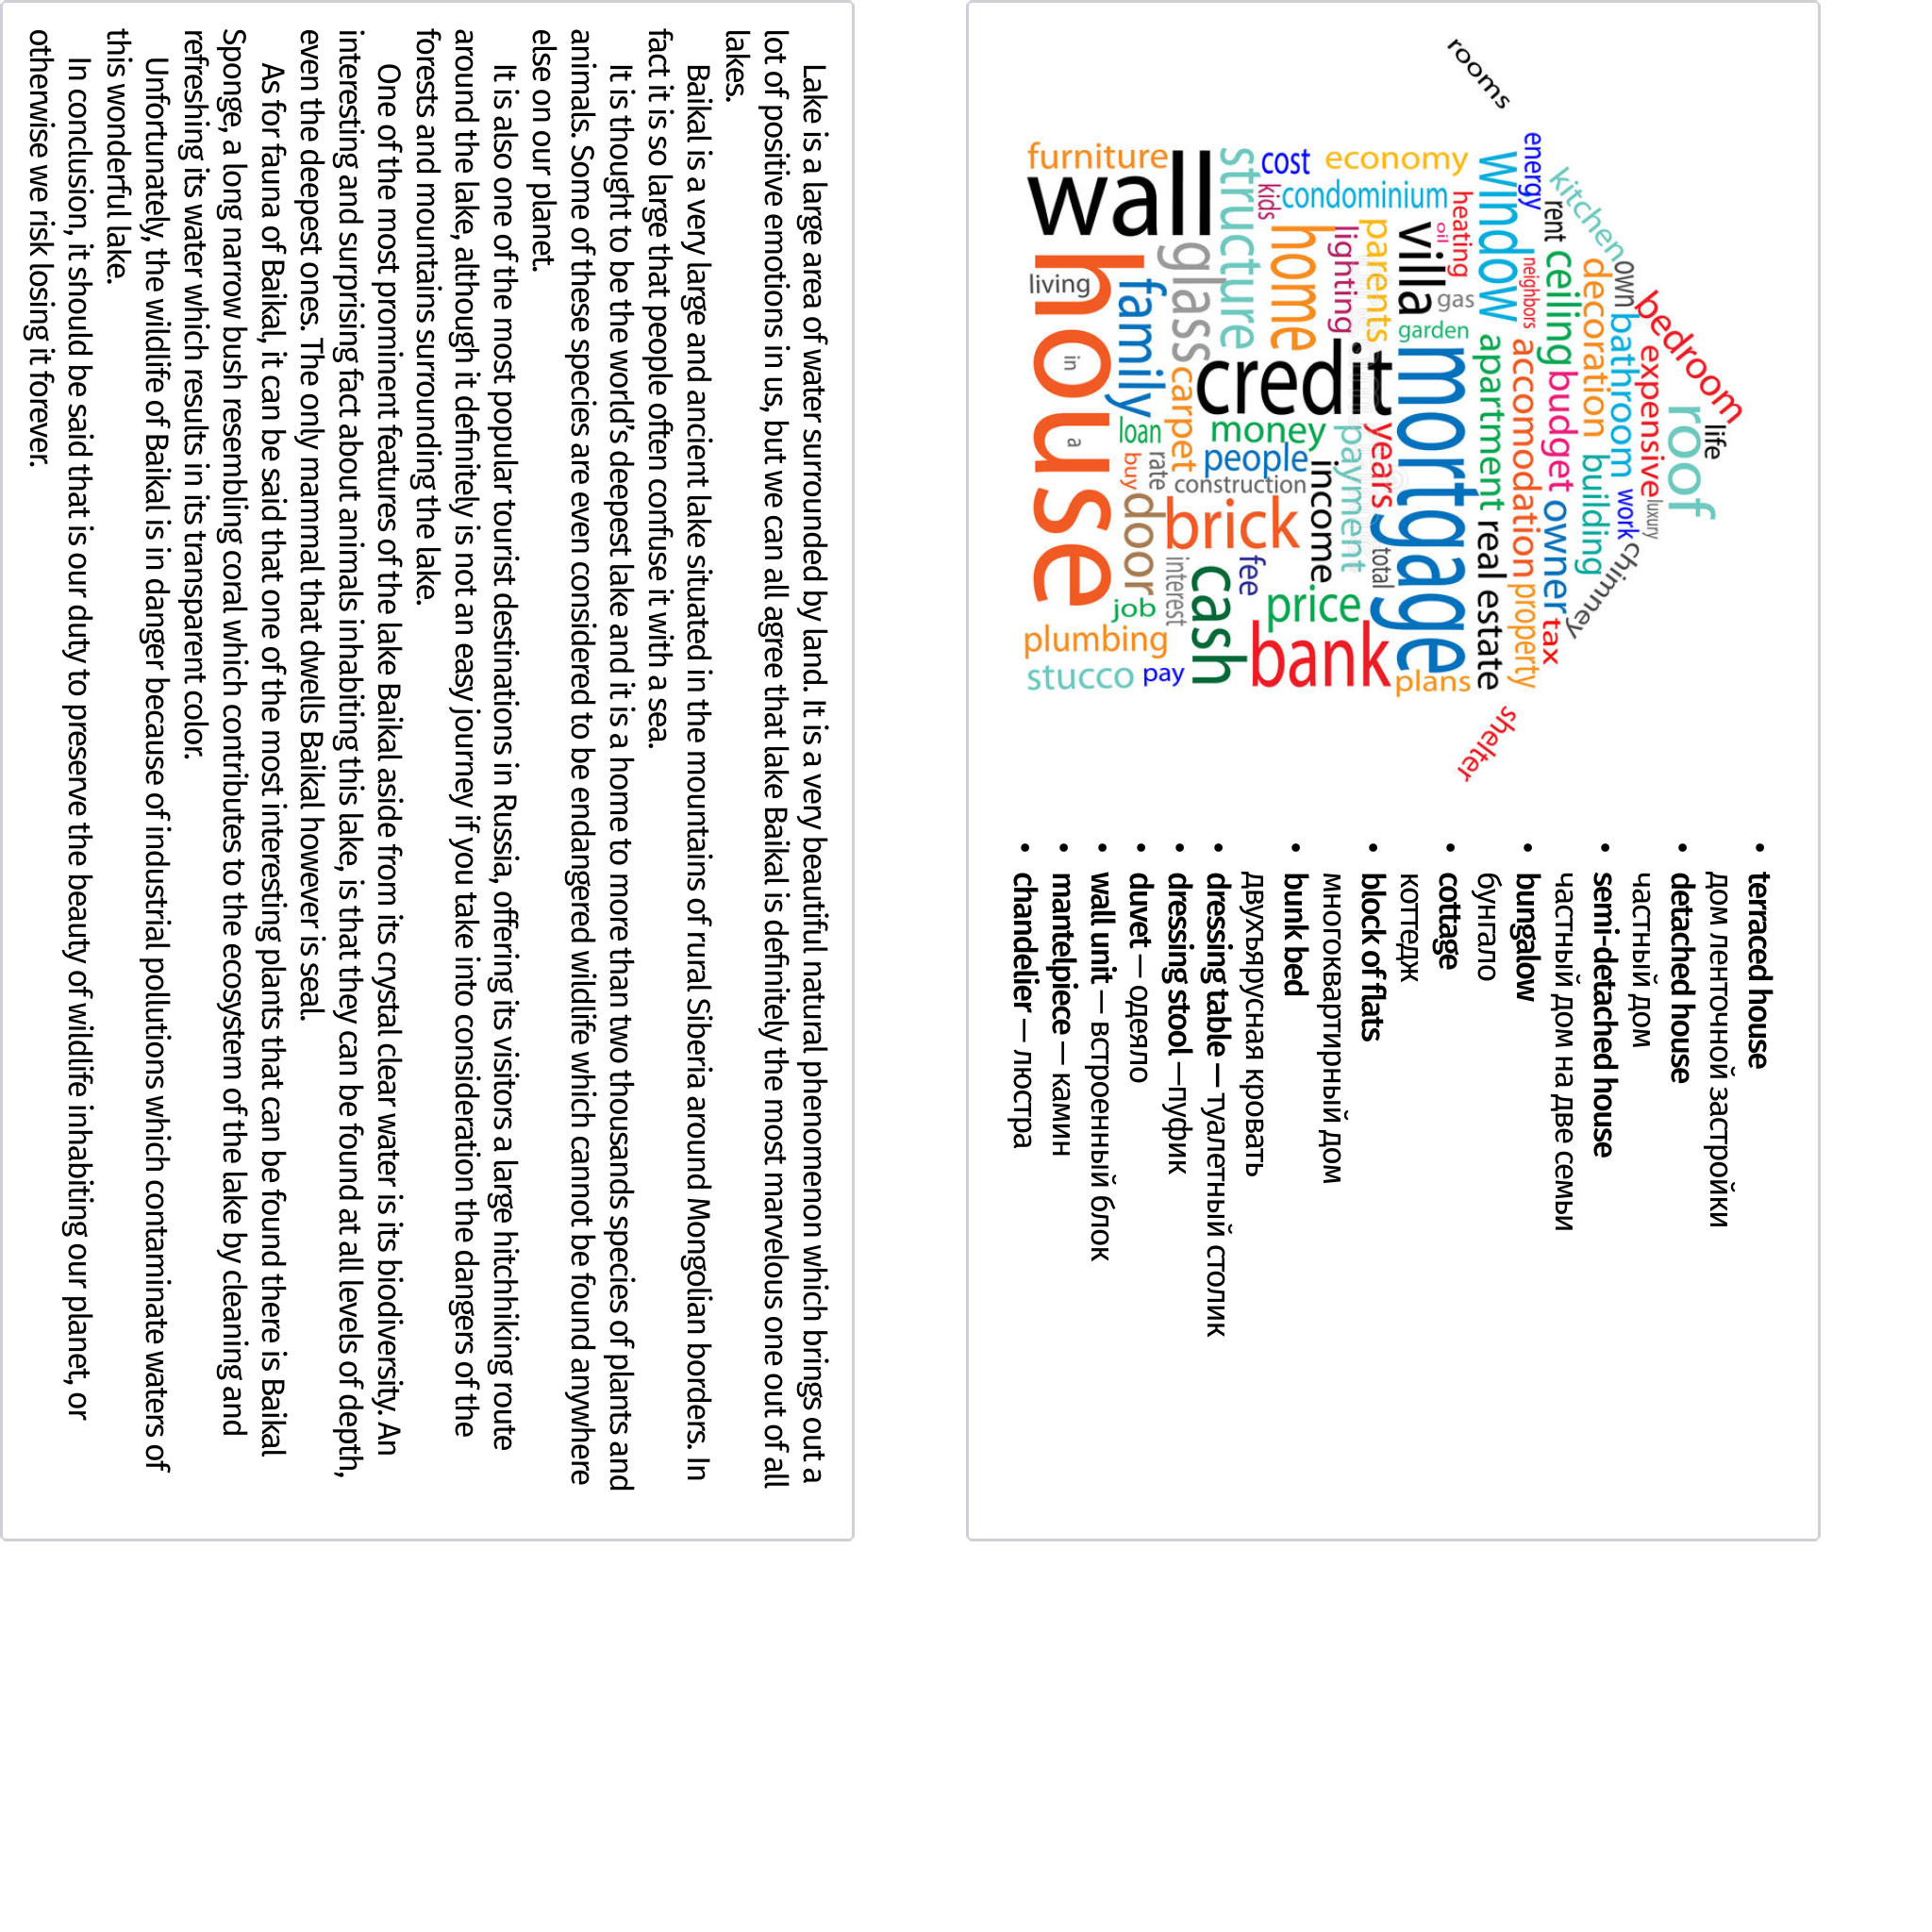 Lake is a large area of water surrounded by land. It is a very beautiful natural phenomenon which brings out a
lot of positive emotions in us, but we can all agree that lake Baikal is definitely the most marvelous one out of all
lakes.
Baikal is a very large and ancient lake situated in the mountains of rural Siberia around Mongolian borders. In
fact it is so large that people often confuse it with a sea.
It is thought to be the world's deepest lake and it is a home to more than two thousands species of plants and
animals. Some of these species are even considered to be endangered wildlife which cannot be found anywhere
else on our planet.
It is also one of the most popular tourist destinations in Russia, offering its visitors a large hitchhiking route
around the lake, although it definitely is not an easy journey if you take into consideration the dangers of the
forests and mountains surrounding the lake.
One of the most prominent features of the lake Baikal aside from its crystal clear water is its biodiversity. An
interesting and surprising fact about animals inhabiting this lake, is that they can be found at all levels of depth,
even the deepest ones. The only mammal that dwells Baikal however is seal.
As for fauna of Baikal, it can be said that one of the most interesting plants that can be found there is Baikal
Sponge, a long narrow bush resembling coral which contributes to the ecosystem of the lake by cleaning and
refreshing its water which results in its transparent color.
Unfortunately, the wildlife of Baikal is in danger because of industrial pollutions which contaminate waters of
this wonderful lake.
In conclusion, it should be said that is our duty to preserve the beauty of wildlife inhabiting our planet, or
otherwise we risk losing it forever.
rooms
energy
kitchen
furniture
wall
structure
cost
economy
kids
condominium
heating
oil
window
rent
own
bedroom
living
house
in
a
glass
family
home
lighting
parents
villa
gas
garden
neighbors
ceiling
decoration
bathroom
expensive
roof
life
credit
mortgage
apartment
accomodation
budget
carpet
loan
buy
rate
money
people
construction
income
payment
years
total
real estate
owner
building
work
luxury
chimney
door
brick
interest
fee
cash
price
job
plumbing
stucco
pay
bank
plans
property
tax
shelter
• terraced house
дом ленточной застройки
• detached house
частный дом
• semi-detached house
частный дом на две семьи
• bungalow
бунгало
• cottage
коттедж
• block of flats
многоквартирный дом
• bunk bed
двухъярусная кровать
• dressing table — туалетный столик
• dressing stool —пуфик
• duvet — одеяло
• wall unit — встроенный блок
• mantelpiece — камин
• chandelier — люстра